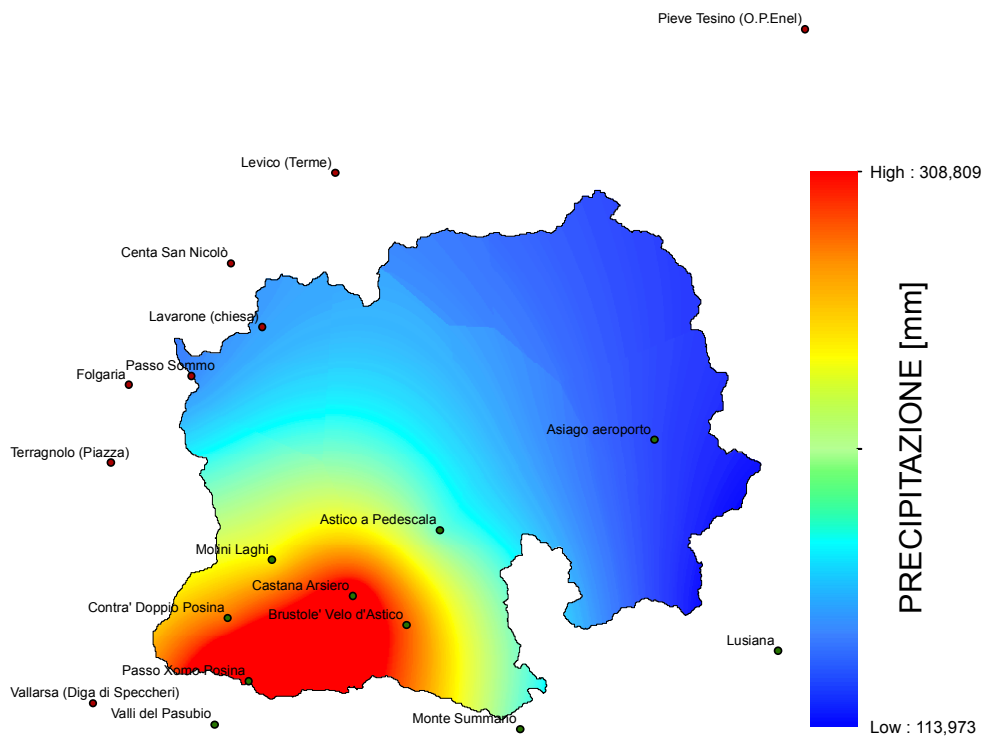 Pieve Tesino (O.P.Enel)
Levico (Terme)
High : 308,809
Centa San Nicolò
Lavarone (chiesa)
Passo Sommo
Folgaria
PRECIPITAZIONE [mm]
Asiago aeroporto
Terragnolo (Piazza)
Astico a Pedescala
Molini Laghi
Castana Arsiero
Contra' Doppio Posina
Brustole' Velo d'Astico
Lusiana
Passo Xomo Posina
Vallarsa (Diga di Speccheri)
Valli del Pasubio
Monte Summano
Low : 113,973